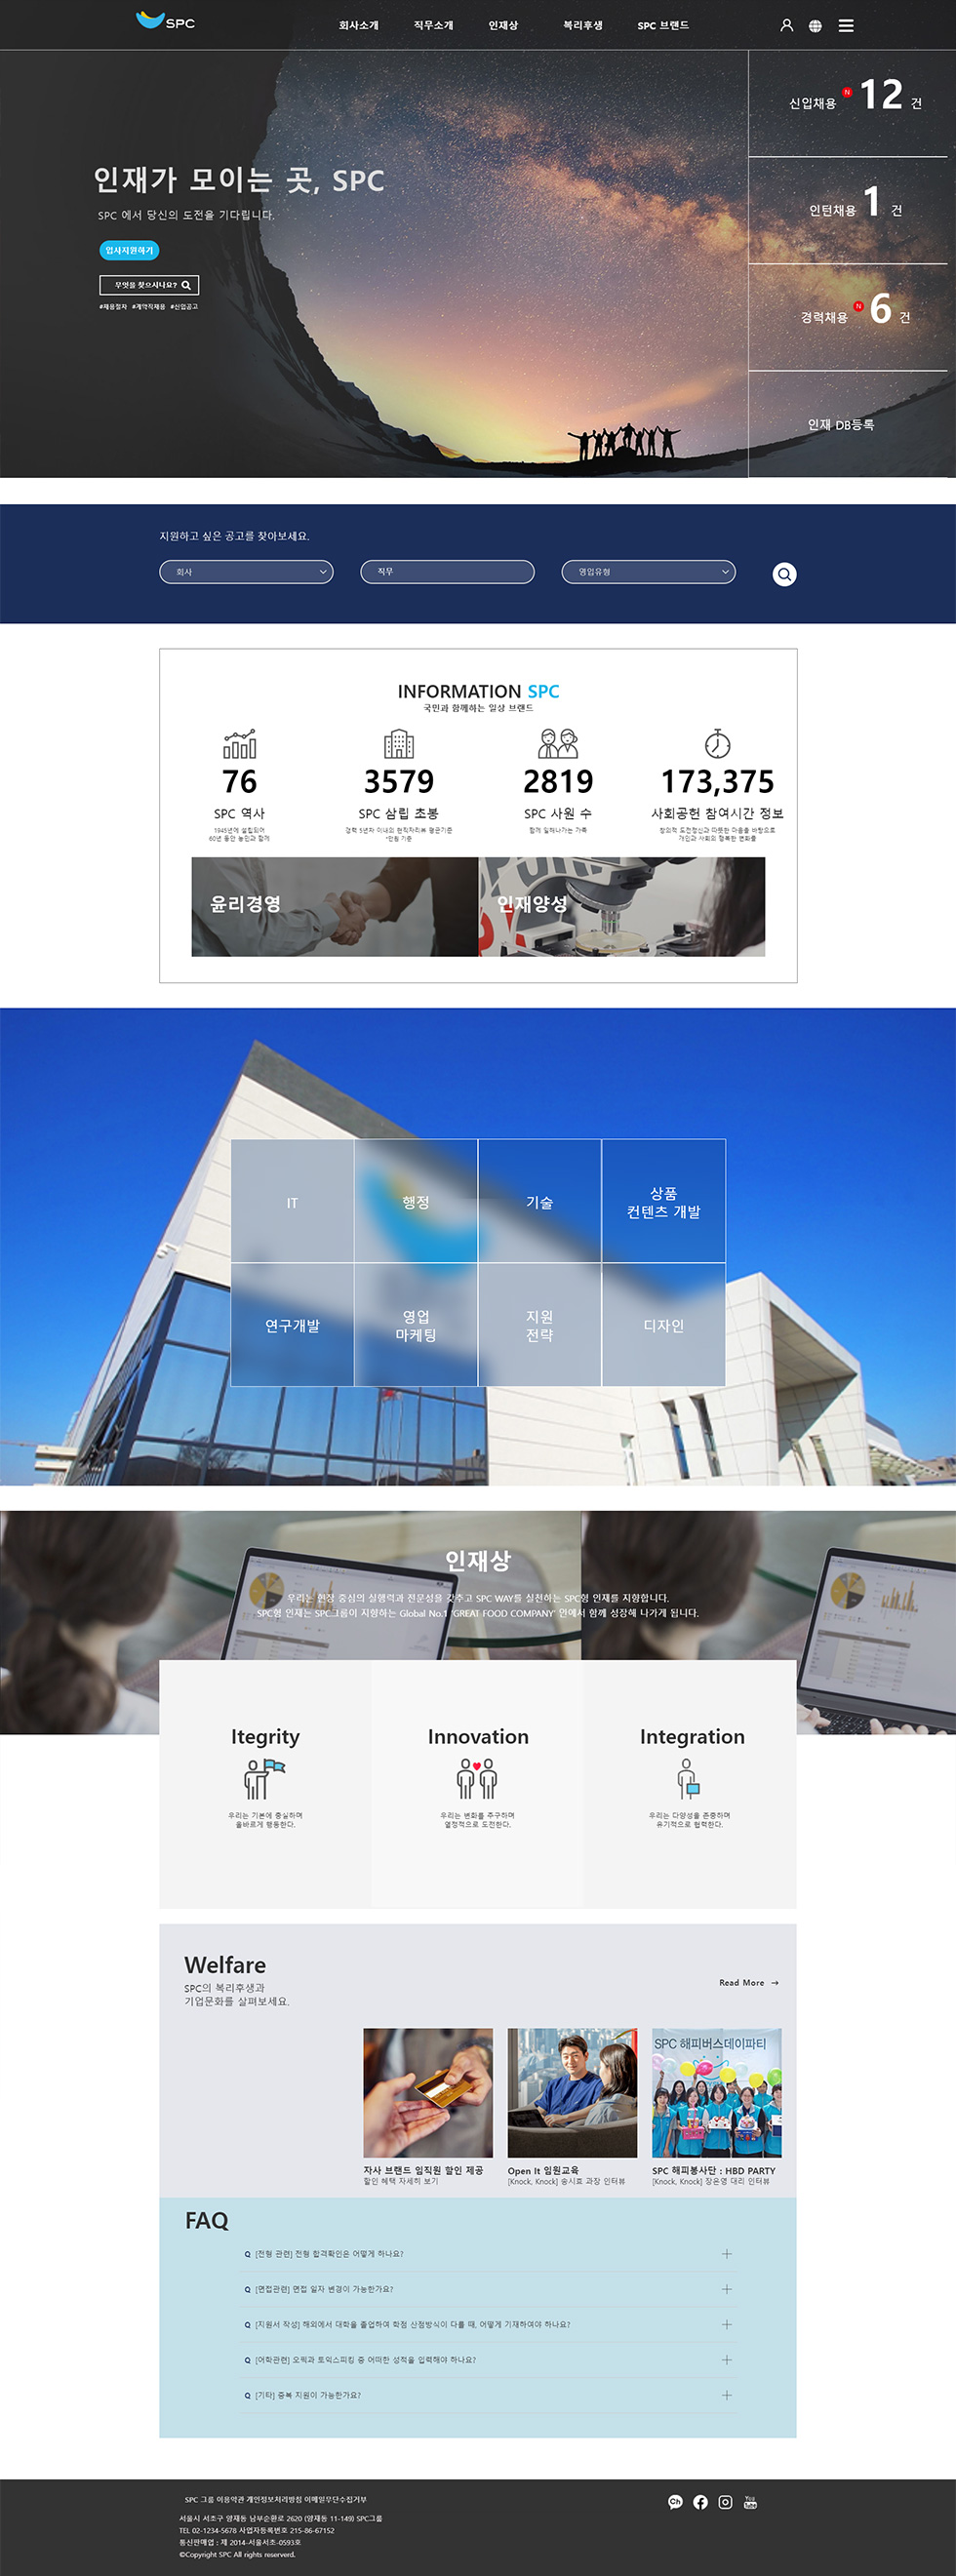 SPC
회사소개
직무소개
인재상
복리후생
SPC 브랜드
신입채용 N 12 건
인턴채용 1 건
경력채용 N 6 건
인재 DB등록
인재가 모이는 곳, SPC
SPC 에서 당신의 도전을 기다립니다.
입사지원하기
무엇을 찾으시나요?
#채용절차 #계약직채용 #신입공고
지원하고 싶은 공고를 찾아보세요.
회사
직무
영입유형
INFORMATION SPC
국민과 함께하는 일상 브랜드
76
SPC 역사
1945년에 설립되어
60년 동안 농민과 함께
3579
SPC 삼립 초봉
경력 5년차 이내의 현직자리뷰 평균기준
*만원 기준
2819
SPC 사원 수
함께 일해나가는 가족
173,375
사회공헌 참여시간 정보
창의적 도전정신과 따뜻한 마음을 바탕으로
개인과 사회의 행복한 변화를
윤리경영
인재양성
IT
행정
기술
상품
컨텐츠 개발
연구개발
영업
마케팅
지원
전략
디자인
인재상
우리는 현장 중심의 실행력과 전문성을 갖추고 SPC WAY를 실천하는 SPC형 인재를 지향합니다.
SPC형 인재는 SPC그룹이 지향하는 Global No.1 'GREAT FOOD COMPANY' 안에서 함께 성장해 나가게 됩니다.
Itegrity
우리는 기본에 충실하며
올바르게 행동한다.
Innovation
우리는 변화를 추구하며
열정적으로 도전한다.
Integration
우리는 다양성을 존중하며
유기적으로 협력한다.
Welfare
SPC의 복리후생과
기업문화를 살펴보세요.
Read More →
SPC 해피버스데이파티
자사 브랜드 임직원 할인 제공
할인 혜택 자세히 보기
Open It 입원교육
[Knock, Knock] 송시효 과장 인터뷰
SPC 해피봉사단 : HBD PARTY
[Knock, Knock] 장은영 대리 인터뷰
FAQ
Q [전형 관련] 전형 합격확인은 어떻게 하나요?
Q [면접관련] 면접 일자 변경이 가능한가요?
Q [지원서 작성] 해외에서 대학을 졸업하여 학점 산정방식이 다를 때, 어떻게 기재하여야 하나요?
Q [어학관련] 오픽과 토익스피킹 중 어떠한 성적을 입력해야 하나요?
Q [기타] 중복 지원이 가능한가요?
SPC 그룹 이용약관 개인정보처리방침 이메일무단수집거부
서울시 서초구 양재동 남부순환로 2620 (양재동 11-149) SPC그룹
TEL 02-1234-5678 사업자등록번호 215-86-67152
통신판매업 : 제 2014-서울서초-0593호
©Copyright SPC All rights reserverd.
Ch
You
Tube